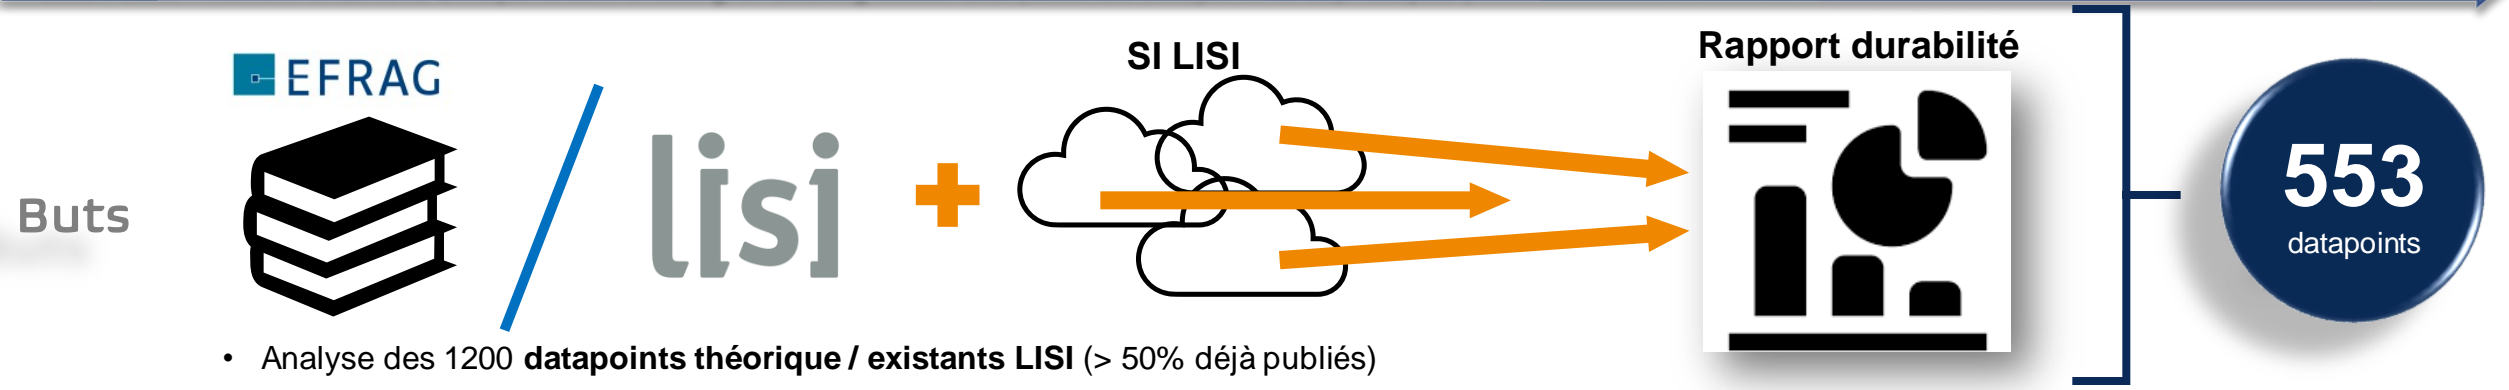 EFRAG
SI LISI
Rapport durabilité
lisi
Buts
553
datapoints
• Analyse des 1200 datapoints théorique / existants LISI (> 50% déjà publiés)